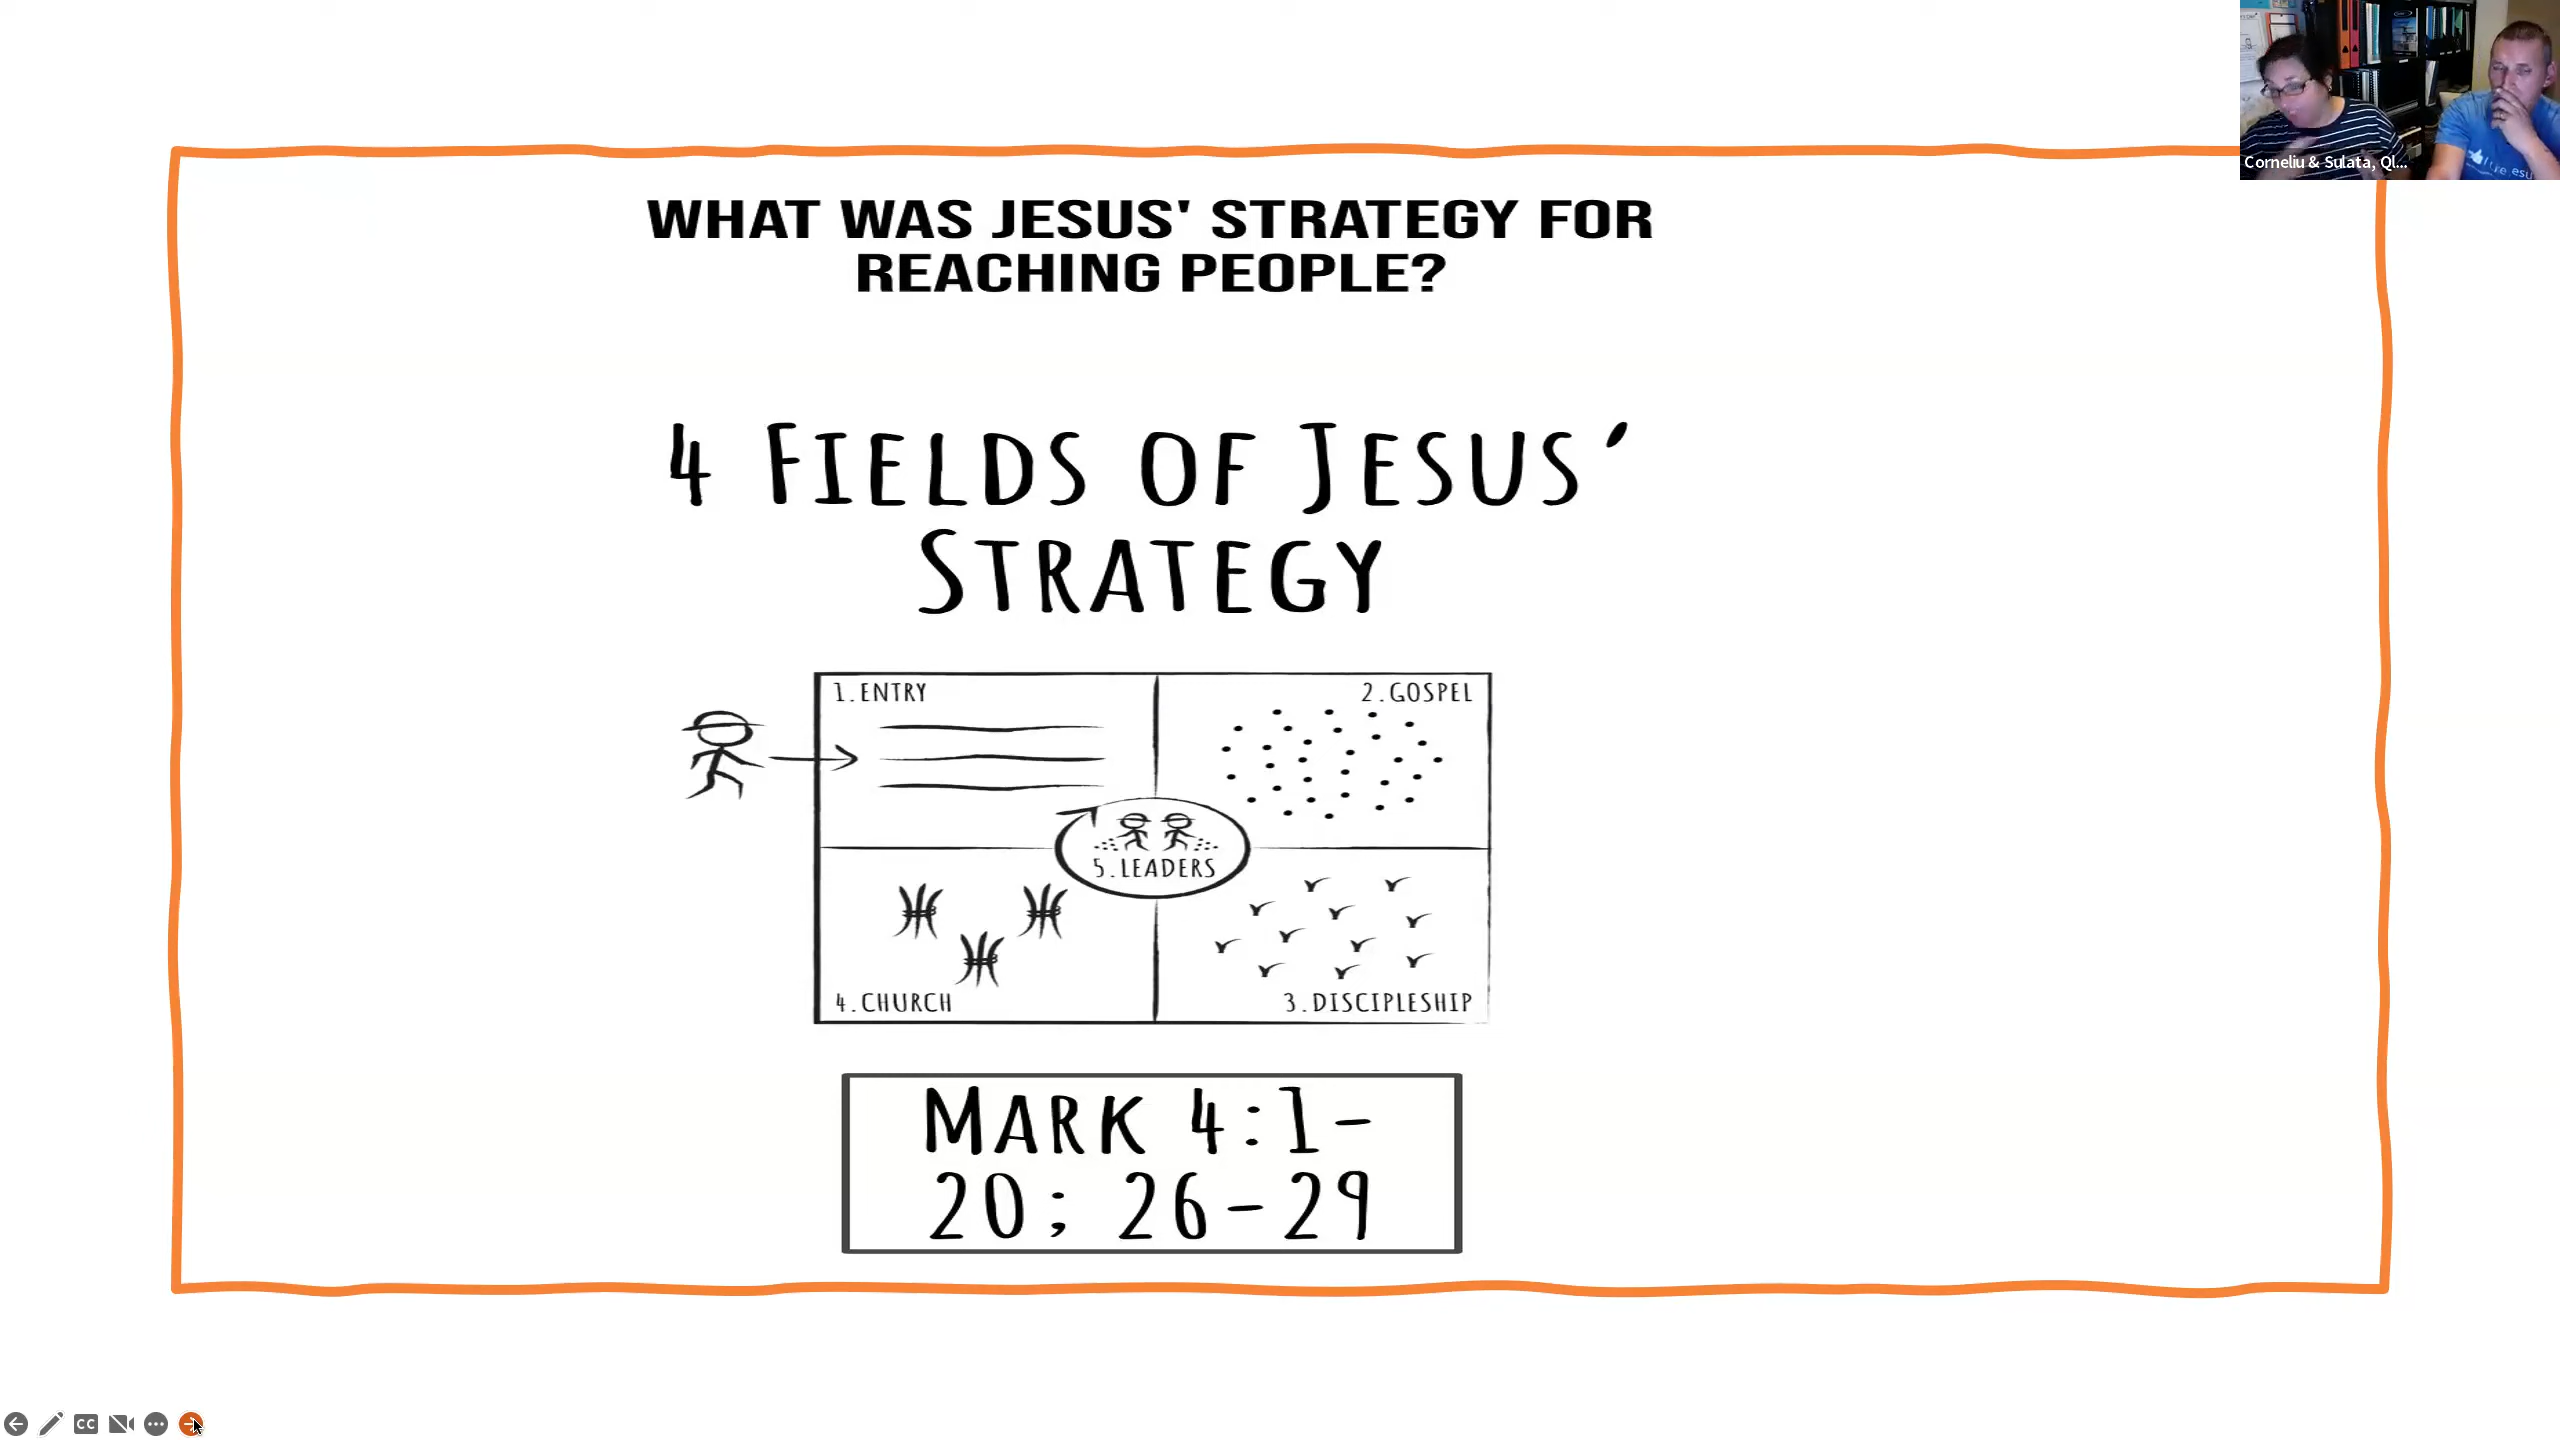 WHAT WAS JESUS' STRATEGY FOR
REACHING PEOPLE?
4 FIELDS OF JESUS'
STRATEGY
1.ENTRY
2.GOSPEL
5.LEADERS
4.CHURCH
3.DISCIPLESHIP
MARK 4:1-
20; 26-29
Corneliu & Sulata, Ql...
CC